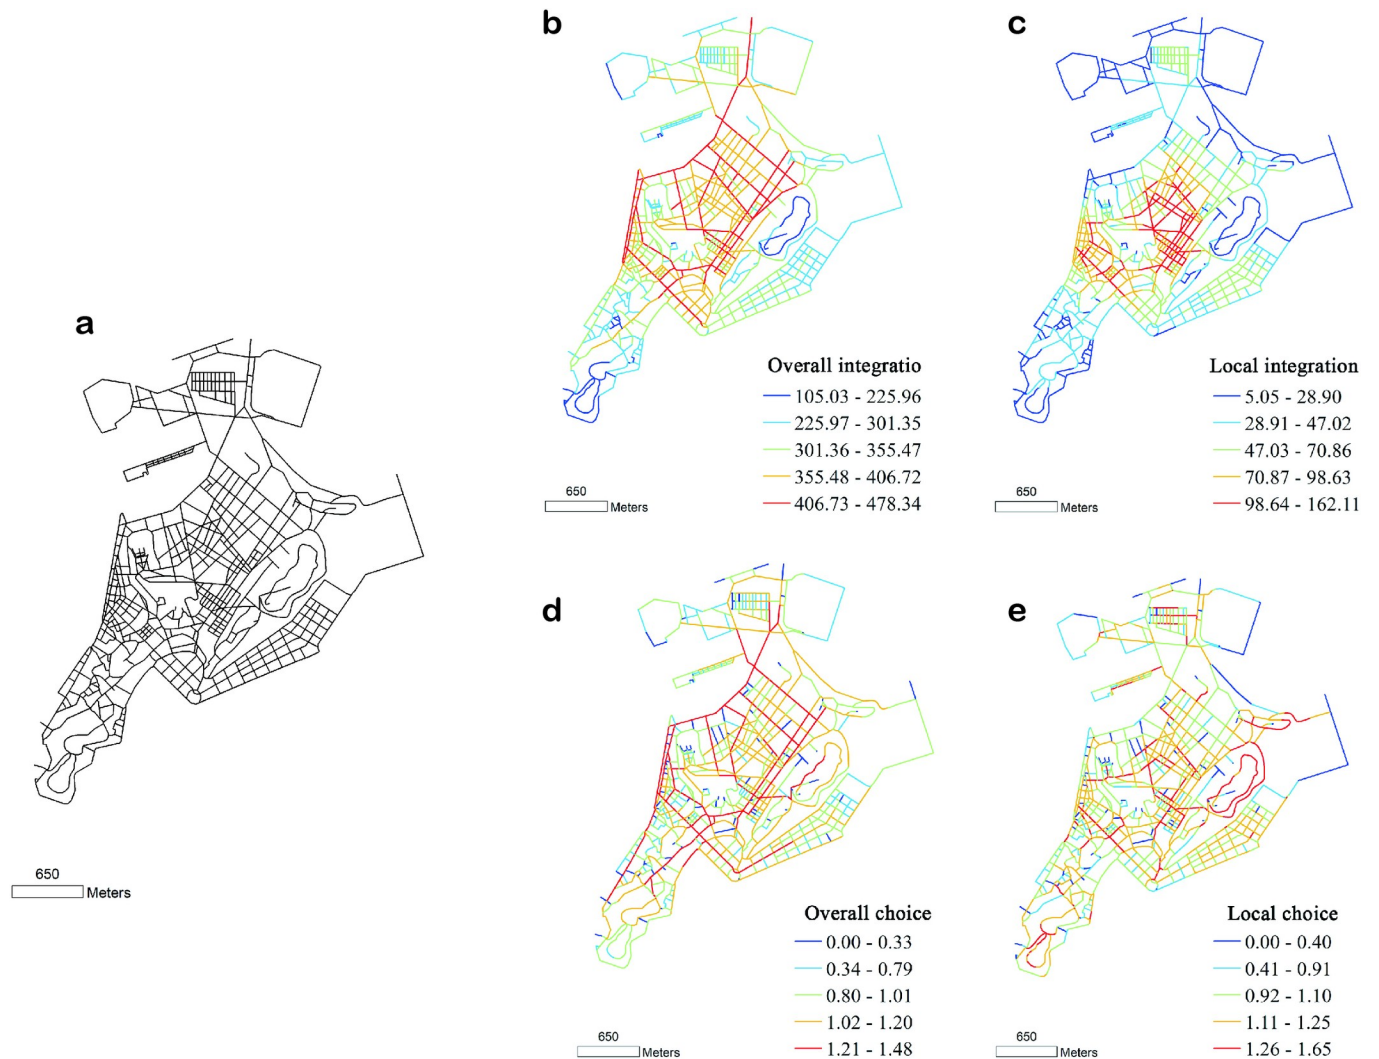 a
650
Meters
b
Overall integratio
105.03 - 225.96
225.97 - 301.35
301.36 - 355.47
355.48 - 406.72
406.73 - 478.34
650
Meters
c
Local integration
5.05 - 28.90
28.91 - 47.02
47.03 - 70.86
70.87 - 98.63
98.64 - 162.11
650
Meters
d
Overall choice
0.00 - 0.33
0.34 - 0.79
0.80 - 1.01
1.02 - 1.20
1.21 - 1.48
650
Meters
e
Local choice
0.00 - 0.40
0.41 - 0.91
0.92 - 1.10
1.11 - 1.25
1.26 - 1.65
650
Meters